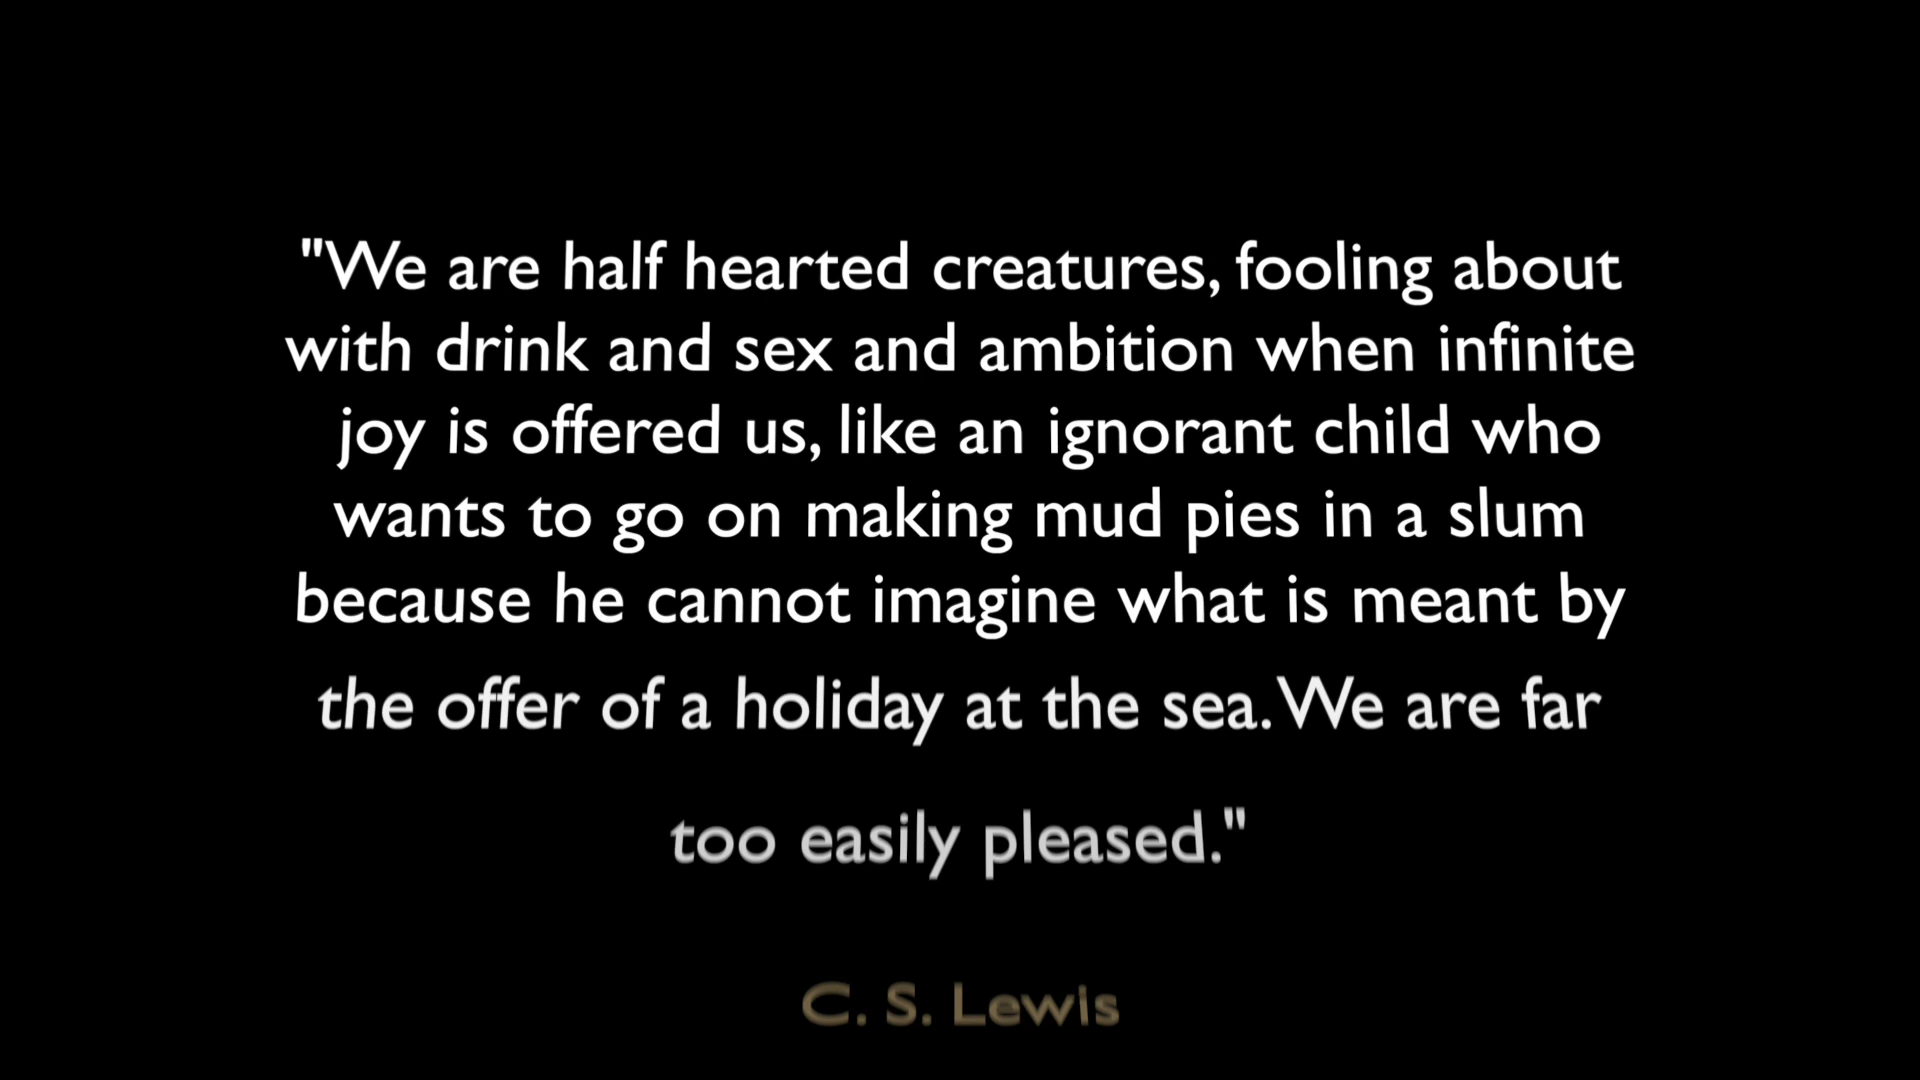 "We are half hearted creatures, fooling about
with drink and sex and ambition when infinite
joy is offered us, like an ignorant child who
wants to go on making mud pies in a slum
because he cannot imagine what is meant by
the offer of a holiday at the sea. We are far
too easily pleased."
C. S. Lewis